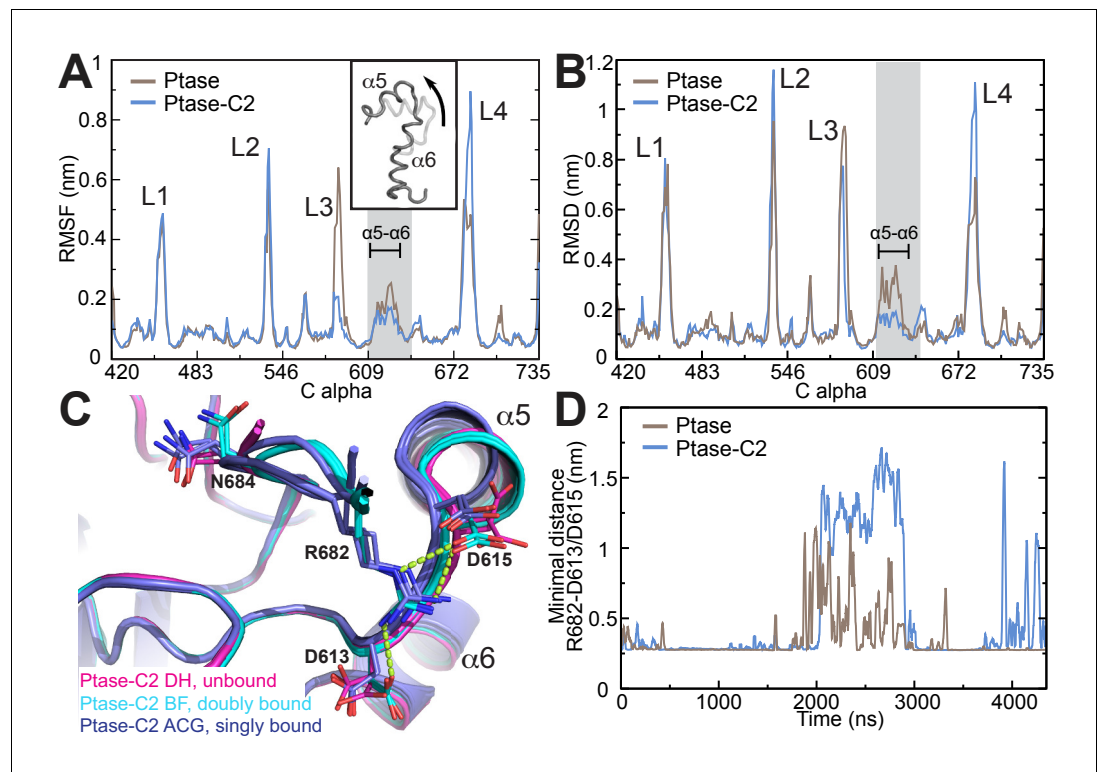 A
RMSF (nm)
1
0.8
0.6
0.4
0.2
0
Ptase
Ptase-C2
L1
L2
L3
L4
α5
α6
α5-α6
420 483 546 609 672 735
C alpha
B
RMSD (nm)
1.2
1
0.8
0.6
0.4
0.2
0
Ptase
Ptase-C2
L1
L2
L3
L4
α5-α6
420 483 546 609 672 735
C alpha
C
α5
N684
R682
D615
D613
α6
Ptase-C2 DH, unbound
Ptase-C2 BF, doubly bound
Ptase-C2 ACG, singly bound
D
Minimal distance
R682-D613/D615 (nm)
2
1.5
1
0.5
0
Ptase
Ptase-C2
0 1000 2000 3000 4000
Time (ns)